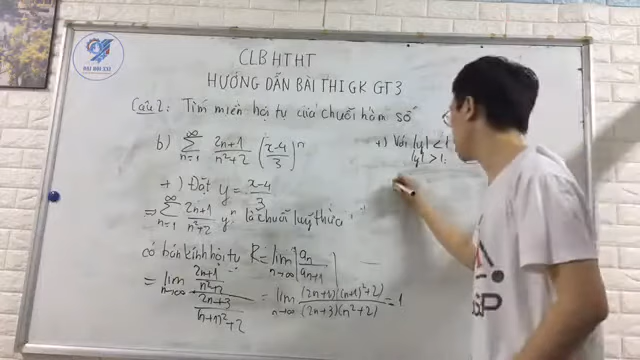 ĐẠI ĐỘI XXI
CLB HTHT
HƯỚNG DẪN BÀI THI GK GT3
Câu 2: Tìm miền hội tụ của chuỗi hàm số
b) ∑_{n=1}^{∞} (2n+1)/(n²+2) ((x-4)/3)^n
+) Đặt y = (x-4)/3
⇒ ∑_{n=1}^{∞} (2n+1)/(n²+2) y^n là chuỗi luỹ thừa
có bán kính hội tụ R = lim_{n→∞} |a_n/a_{n+1}|
= lim_{n→∞} ((2n+1)/(n²+2))/((2n+3)/((n+1)²+2)) = lim_{n→∞} ((2n+1)((n+1)²+2))/((2n+3)(n²+2)) = 1
+) Với |y| < 1
|y| > 1: